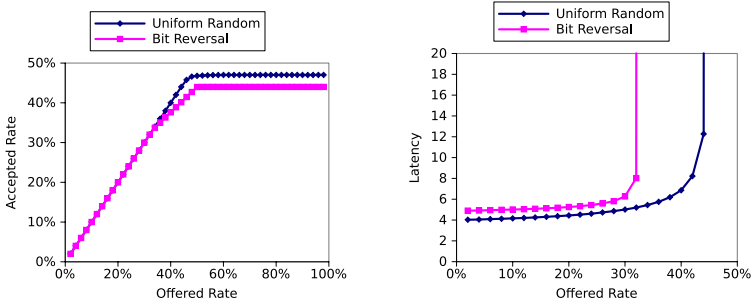 Uniform Random
Bit Reversal
50%
40%
30%
20%
10%
0%
0% 20% 40% 60% 80% 100%
Accepted Rate
Offered Rate
Uniform Random
Bit Reversal
20
18
16
14
12
10
8
6
4
2
0
0% 10% 20% 30% 40% 50%
Latency
Offered Rate